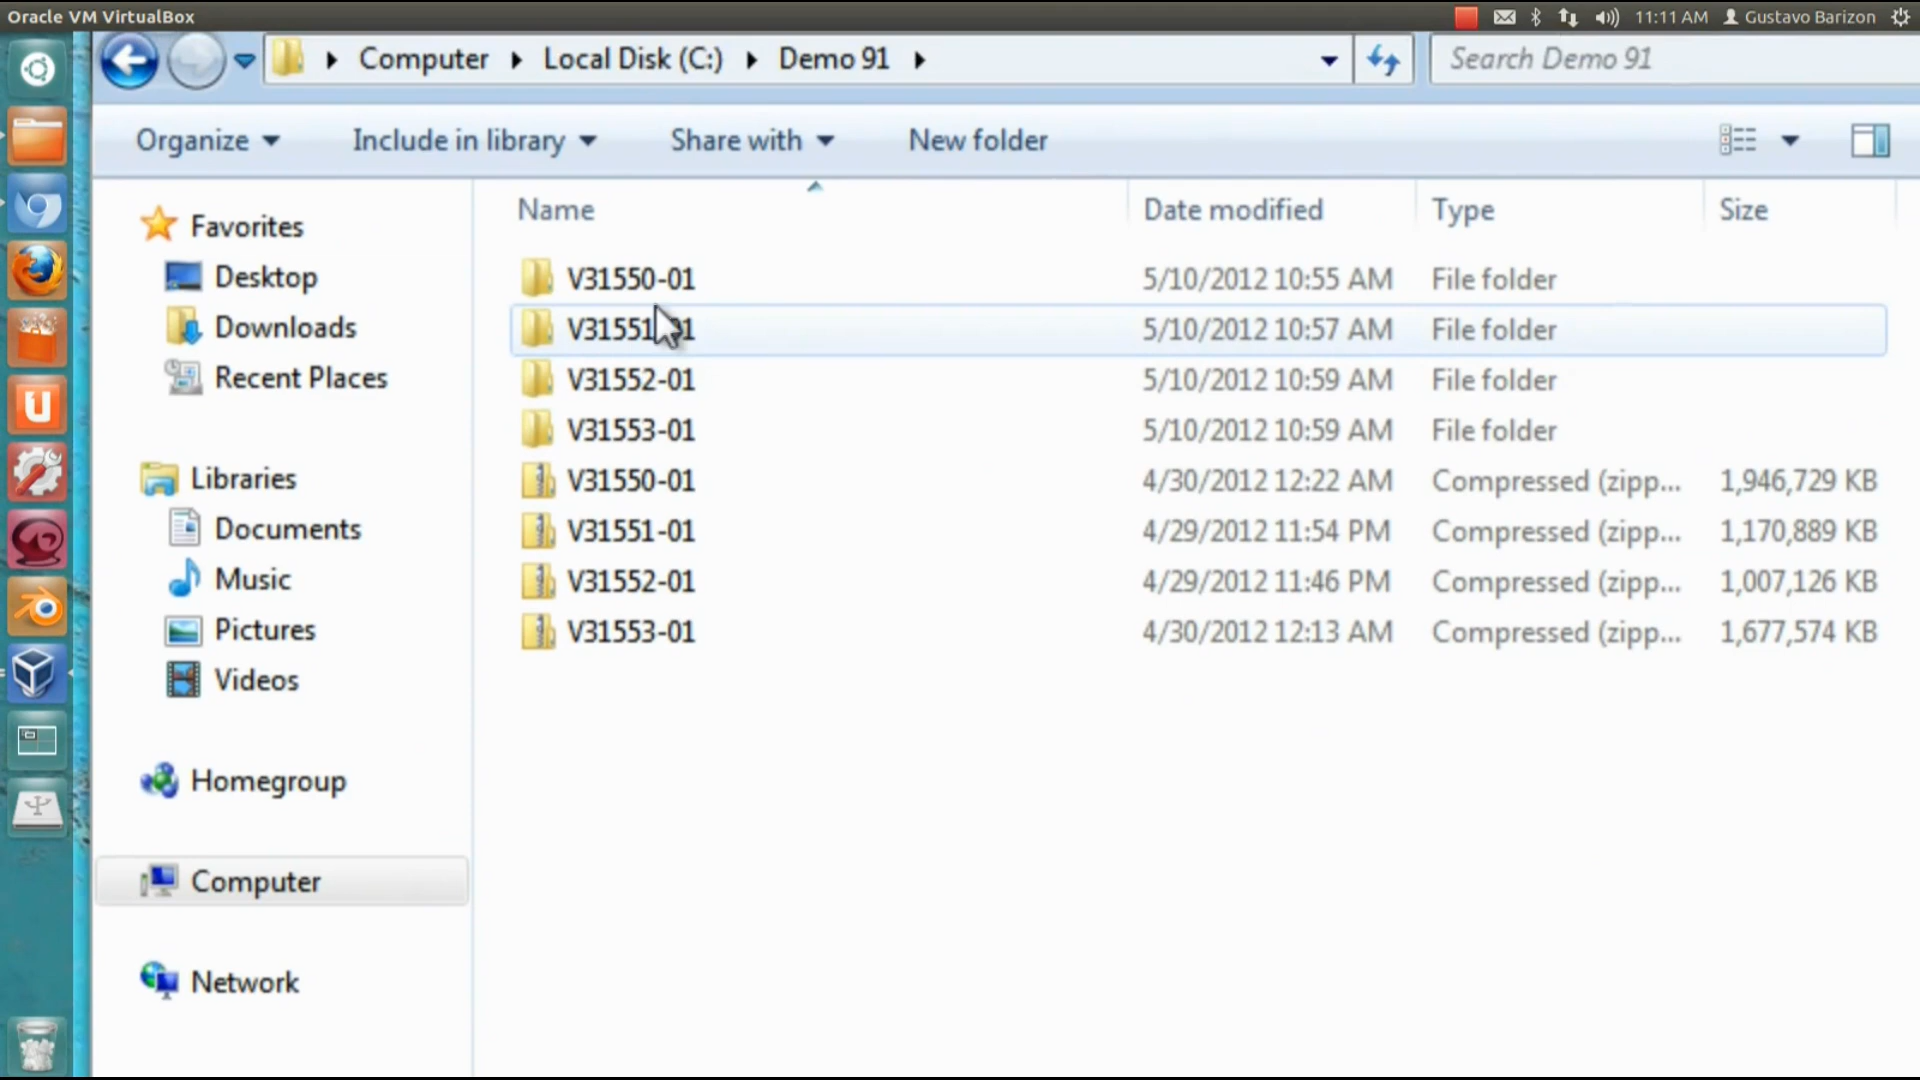 Oracle VM VirtualBox 11:11 AM Gustavo Barizon
Computer Local Disk (C:) Demo 91 Search Demo 91
Organize Include in library Share with New folder
Name Date modified Type Size
Favorites
Desktop
Downloads
Recent Places
Libraries
Documents
Music
Pictures
Videos
Homegroup
Computer
Network
V31550-01 5/10/2012 10:55 AM File folder
V31551-01 5/10/2012 10:57 AM File folder
V31552-01 5/10/2012 10:59 AM File folder
V31553-01 5/10/2012 10:59 AM File folder
V31550-01 4/30/2012 12:22 AM Compressed (zipp... 1,946,729 KB
V31551-01 4/29/2012 11:54 PM Compressed (zipp... 1,170,889 KB
V31552-01 4/29/2012 11:46 PM Compressed (zipp... 1,007,126 KB
V31553-01 4/30/2012 12:13 AM Compressed (zipp... 1,677,574 KB